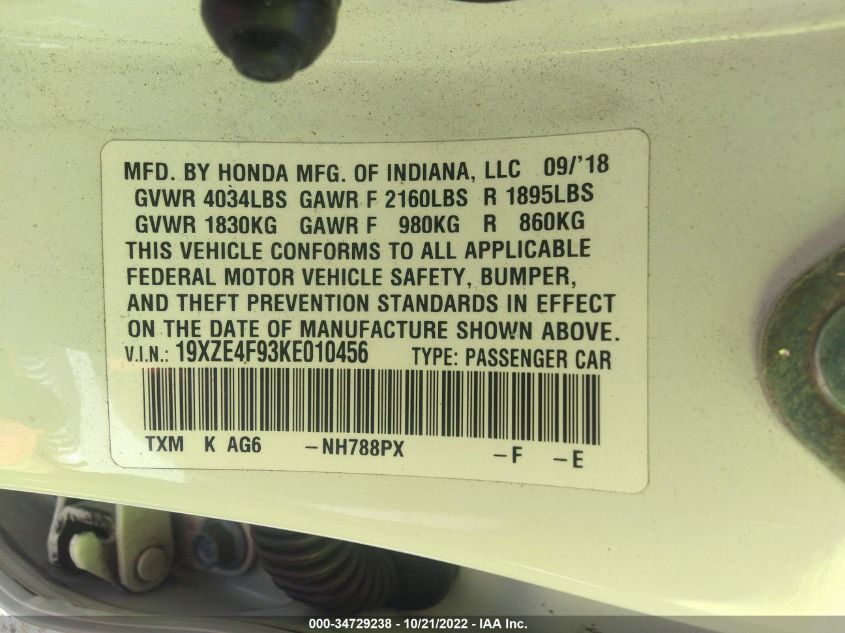 MFD. BY HONDA MFG. OF INDIANA, LLC 09/'18
GVWR 4034LBS GAWR F 2160LBS R 1895LBS
GVWR 1830KG GAWR F 980KG R 860KG
THIS VEHICLE CONFORMS TO ALL APPLICABLE
FEDERAL MOTOR VEHICLE SAFETY, BUMPER,
AND THEFT PREVENTION STANDARDS IN EFFECT
ON THE DATE OF MANUFACTURE SHOWN ABOVE.
V.I.N.: 19XZE4F93KE010456 TYPE: PASSENGER CAR
TXM K AG6 -NH788PX -F -E
000-34729238 - 10/21/2022 - IAA Inc.